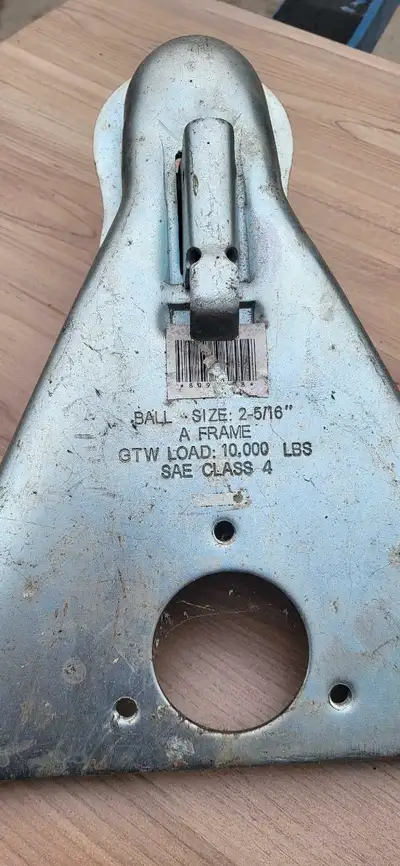 BALL SIZE: 2-5/16"
A FRAME
GTW LOAD: 10,000 LBS
SAE CLASS 4